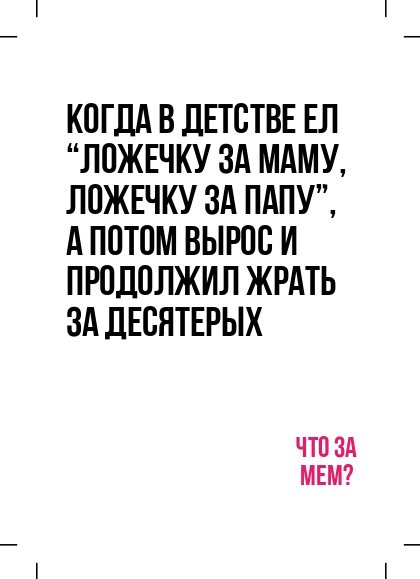 КОГДА В ДЕТСТВЕ ЕЛ
“ЛОЖЕЧКУ ЗА МАМУ,
ЛОЖЕЧКУ ЗА ПАПУ”,
А ПОТОМ ВЫРОС И
ПРОДОЛЖИЛ ЖРАТЬ
ЗА ДЕСЯТЕРЫХ
ЧТО ЗА
МЕМ?